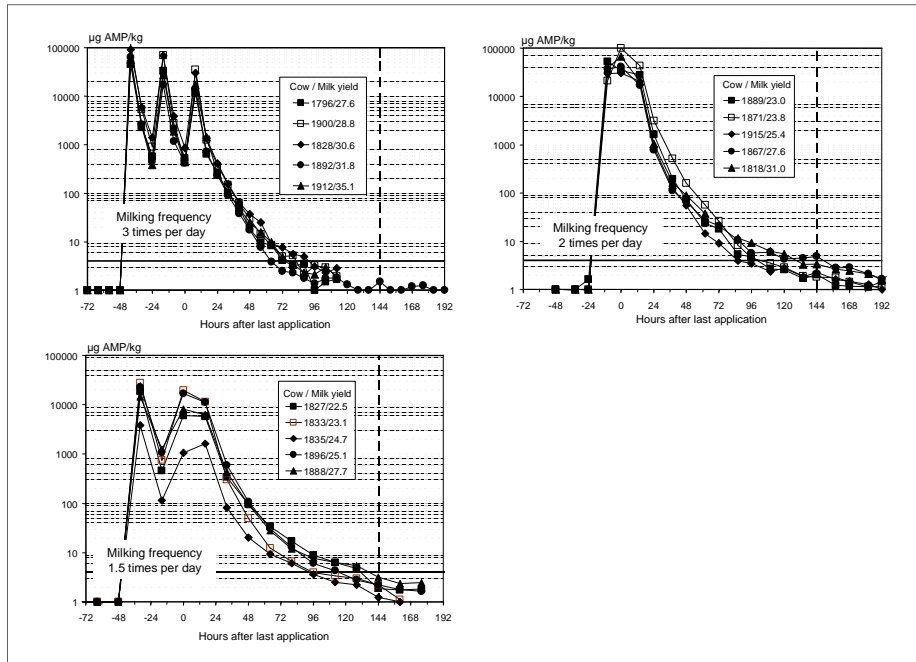 µg AMP/kg
100000
10000
1000
100
10
1
Cow / Milk yield
1796/27.6
1900/28.8
1828/30.6
1892/31.8
1912/35.1
Milking frequency
3 times per day
-72 -48 -24 0 24 48 72 96 120 144 168 192
Hours after last application
µg AMP/kg
100000
10000
1000
100
10
1
Cow / Milk yield
1889/23.0
1871/23.8
1915/25.4
1867/27.6
1818/31.0
Milking frequency
2 times per day
-72 -48 -24 0 24 48 72 96 120 144 168 192
Hours after last application
µg AMP/kg
100000
10000
1000
100
10
1
Cow / Milk yield
1827/22.5
1833/23.1
1835/24.7
1896/25.1
1888/27.7
Milking frequency
1.5 times per day
-72 -48 -24 0 24 48 72 96 120 144 168 192
Hours after last application